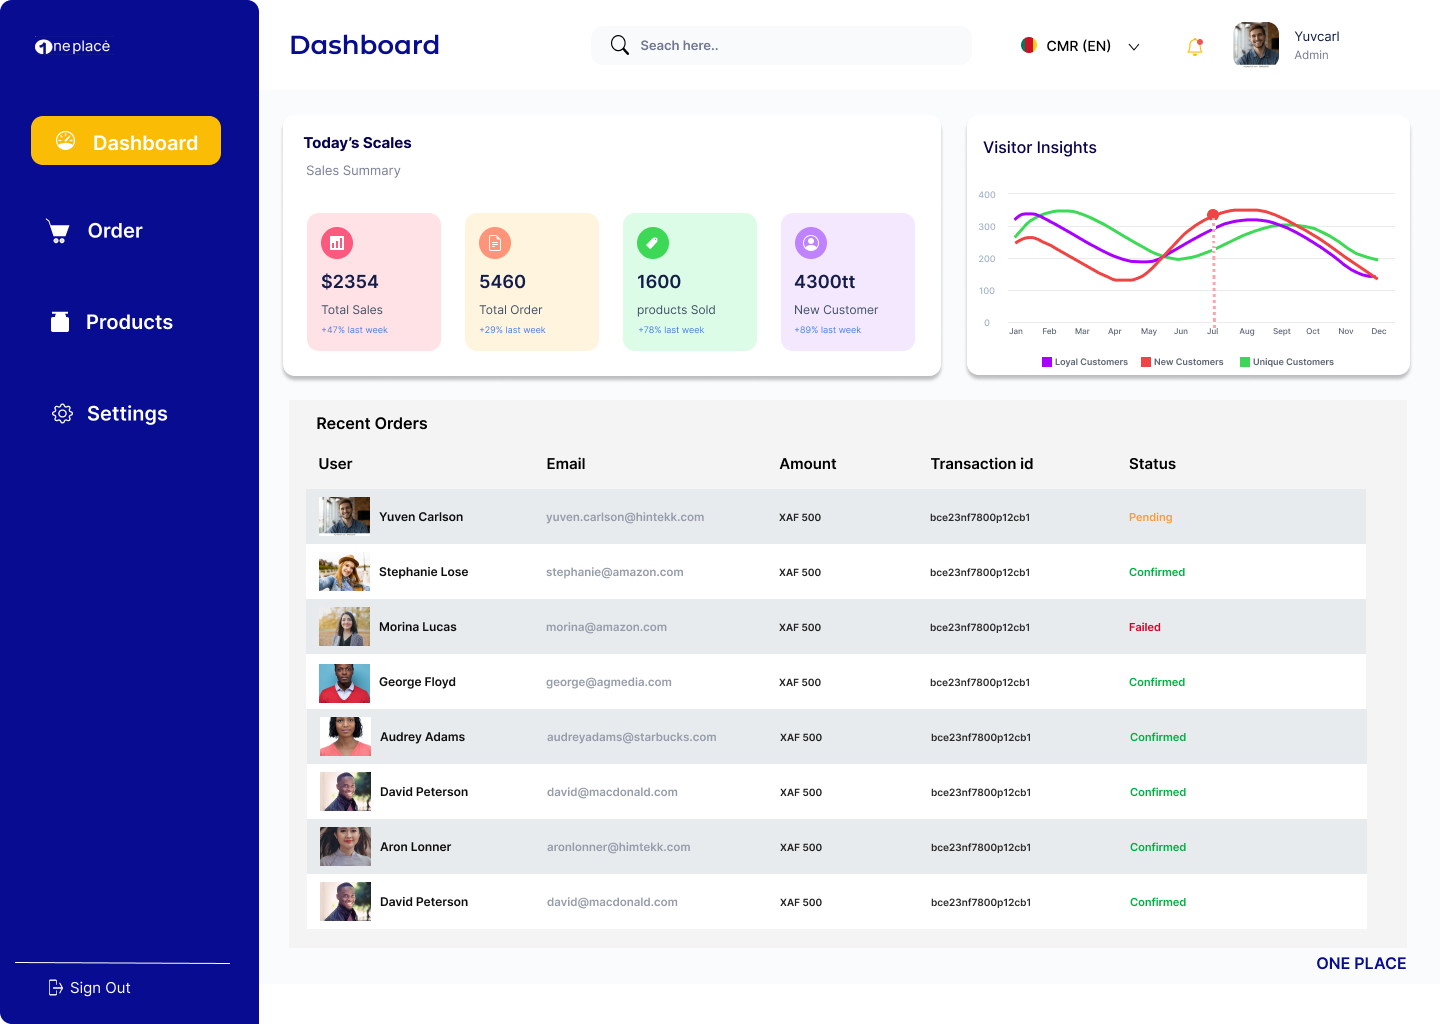 1ne placė
Dashboard
Order
Products
Settings
Sign Out
Dashboard
Seach here..
CMR (EN)
Yuvcarl
Admin
Today's Scales
Sales Summary
$2354
Total Sales
+47% last week
5460
Total Order
+29% last week
1600
products Sold
+78% last week
4300tt
New Customer
+89% last week
Visitor Insights
400
300
200
100
0
Jan Feb Mar Apr May Jun Jul Aug Sept Oct Nov Dec
Loyal Customers New Customers Unique Customers
Recent Orders
User Email Amount Transaction id Status
Yuven Carlson yuven.carlson@hintekk.com XAF 500 bce23nf7800p12cb1 Pending
Stephanie Lose stephanie@amazon.com XAF 500 bce23nf7800p12cb1 Confirmed
Morina Lucas morina@amazon.com XAF 500 bce23nf7800p12cb1 Failed
George Floyd george@agmedia.com XAF 500 bce23nf7800p12cb1 Confirmed
Audrey Adams audreyadams@starbucks.com XAF 500 bce23nf7800p12cb1 Confirmed
David Peterson david@macdonald.com XAF 500 bce23nf7800p12cb1 Confirmed
Aron Lonner aronlonner@himtekk.com XAF 500 bce23nf7800p12cb1 Confirmed
David Peterson david@macdonald.com XAF 500 bce23nf7800p12cb1 Confirmed
ONE PLACE